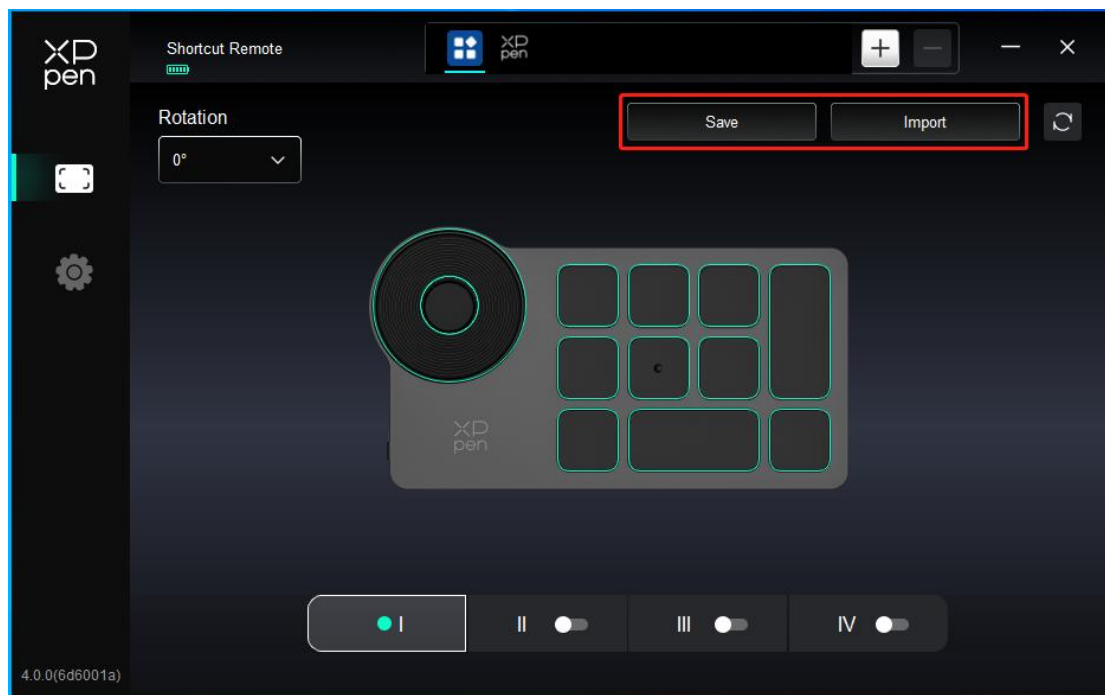 XP
pen
Shortcut Remote
XP
pen
Rotation
0°
Save
Import
XP
pen
I
II
III
IV
4.0.0(6d6001a)